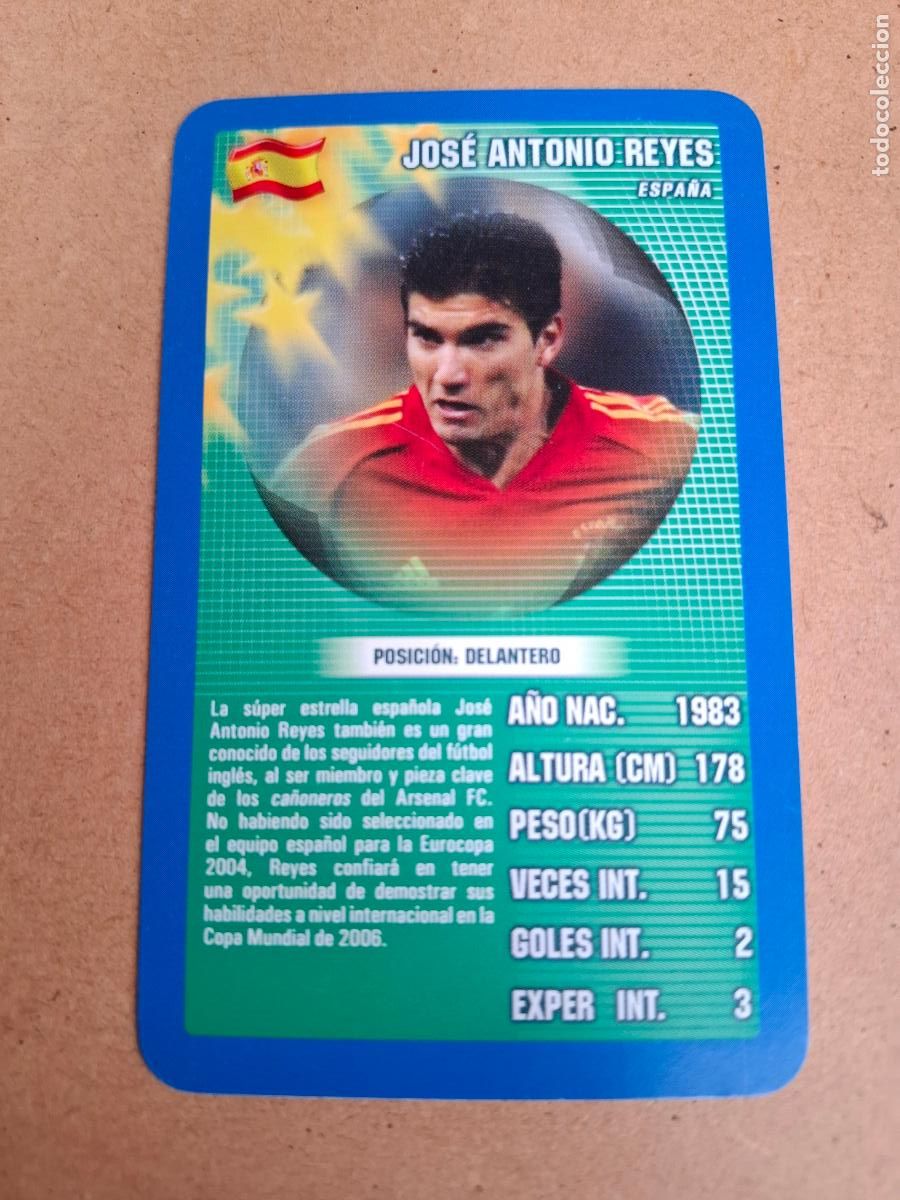 JOSÉ ANTONIO REYES
ESPAÑA
POSICIÓN: DELANTERO
La súper estrella española José
Antonio Reyes también es un gran
conocido de los seguidores del fútbol
inglés, al ser miembro y pieza clave
de los cañoneros del Arsenal FC.
No habiendo sido seleccionado en
el equipo español para la Eurocopa
2004, Reyes confiará en tener
una oportunidad de demostrar sus
habilidades a nivel internacional en la
Copa Mundial de 2006.
AÑO NAC. 1983
ALTURA (CM) 178
PESO(KG) 75
VECES INT. 15
GOLES INT. 2
EXPER INT. 3
todocoleccion